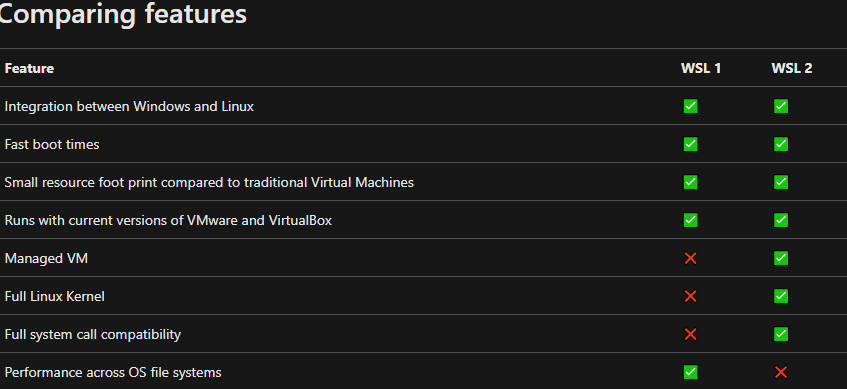 Comparing features
Feature WSL 1 WSL 2
Integration between Windows and Linux ✅ ✅
Fast boot times ✅ ✅
Small resource foot print compared to traditional Virtual Machines ✅ ✅
Runs with current versions of VMware and VirtualBox ✅ ✅
Managed VM ❌ ✅
Full Linux Kernel ❌ ✅
Full system call compatibility ❌ ✅
Performance across OS file systems ✅ ❌